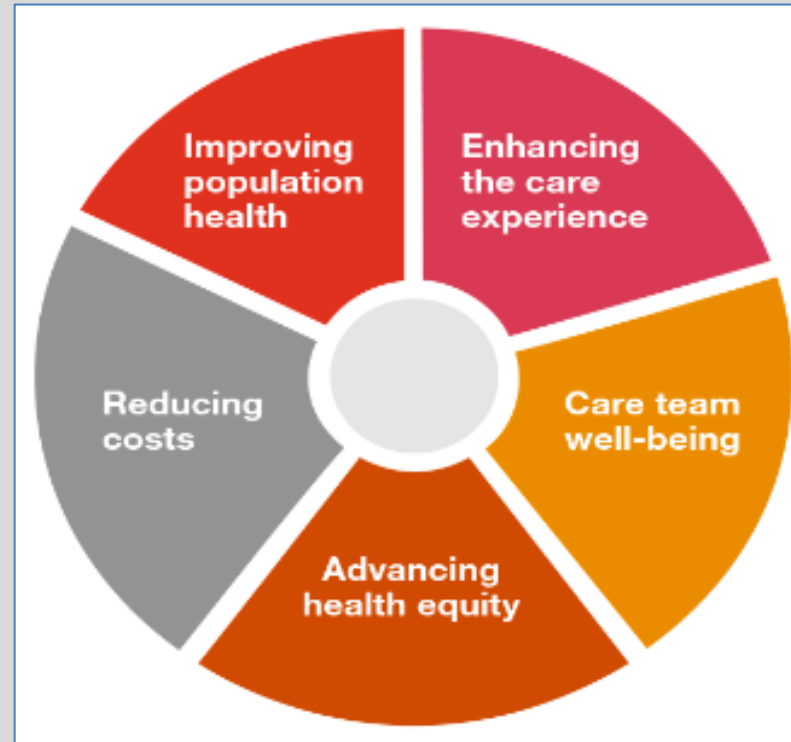 Improving
population
health
Enhancing
the care
experience
Care team
well-being
Advancing
health equity
Reducing
costs